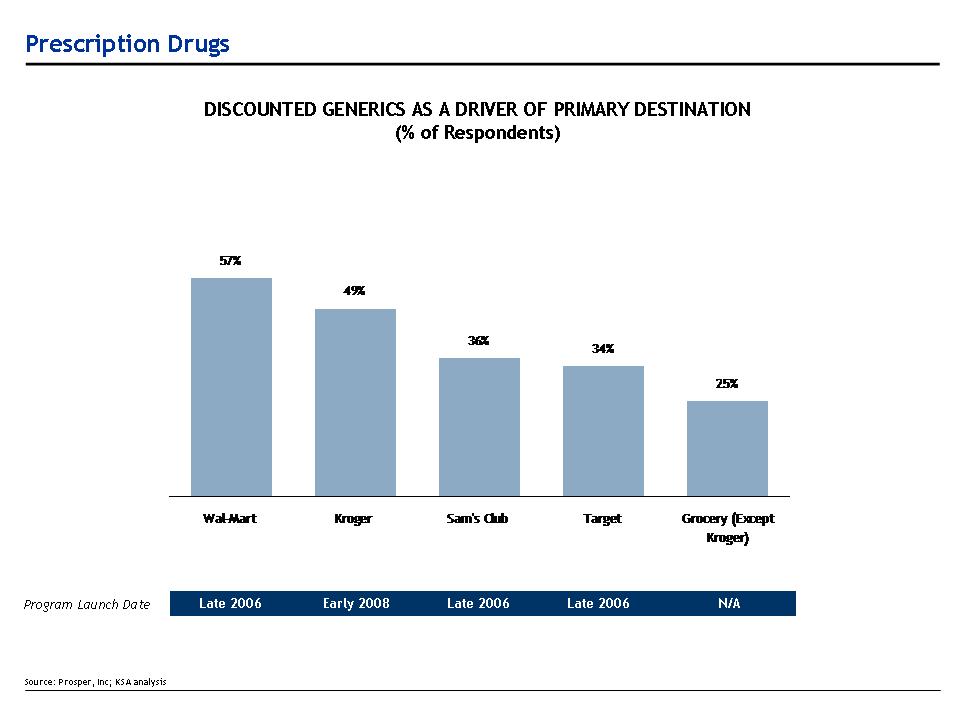 Prescription Drugs
DISCOUNTED GENERICS AS A DRIVER OF PRIMARY DESTINATION
(% of Respondents)
57%
49%
36%
34%
25%
Wal-Mart Kroger Sam's Club Target Grocery (Except
Kroger)
Program Launch Date Late 2006 Early 2008 Late 2006 Late 2006 N/A
Source: Prosper, Inc; KSA analysis